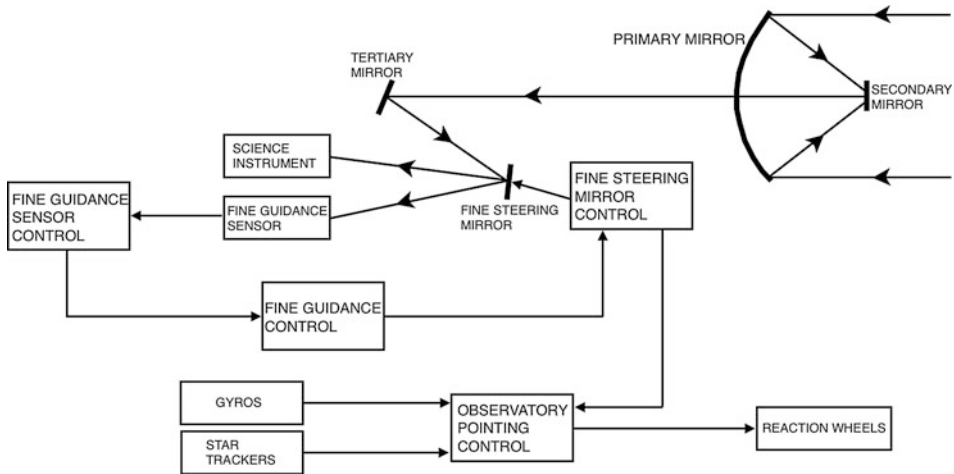 PRIMARY MIRROR
TERTIARY
MIRROR
SECONDARY
MIRROR
SCIENCE
INSTRUMENT
FINE STEERING
MIRROR
CONTROL
FINE GUIDANCE
SENSOR
CONTROL
FINE GUIDANCE
SENSOR
FINE STEERING
MIRROR
FINE GUIDANCE
CONTROL
GYROS
OBSERVATORY
POINTING
CONTROL
REACTION WHEELS
STAR
TRACKERS